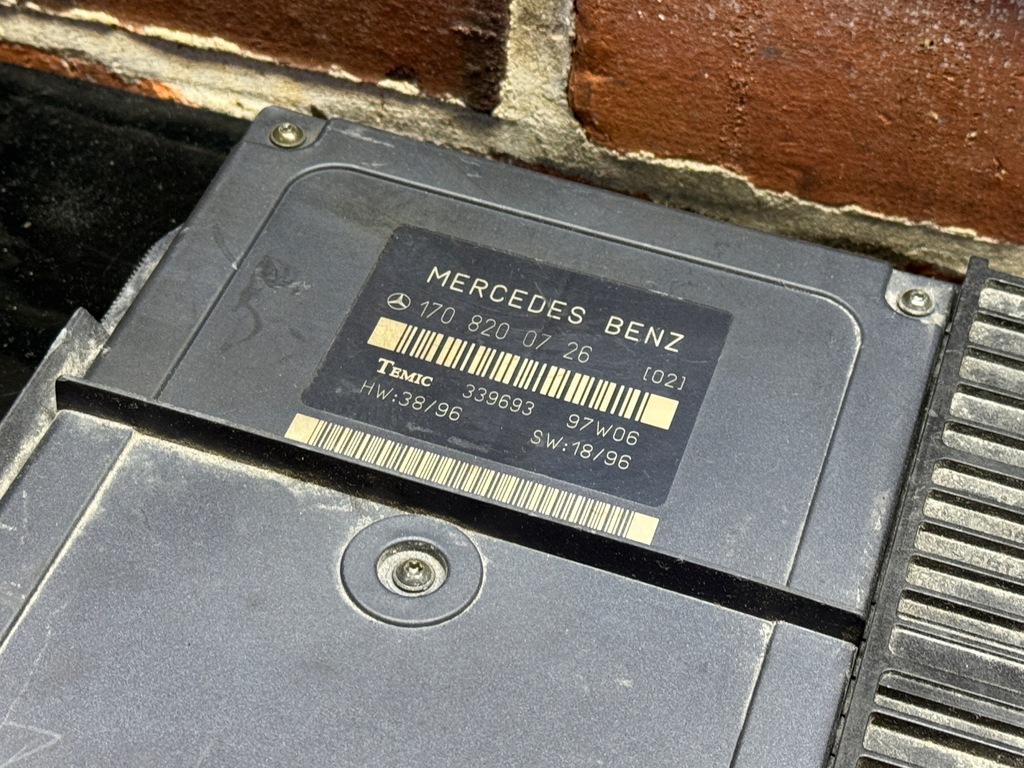 MERCEDES BENZ
170 820 07 26 [02]
TEMIC 339693 97W06
HW:38/96 SW:18/96